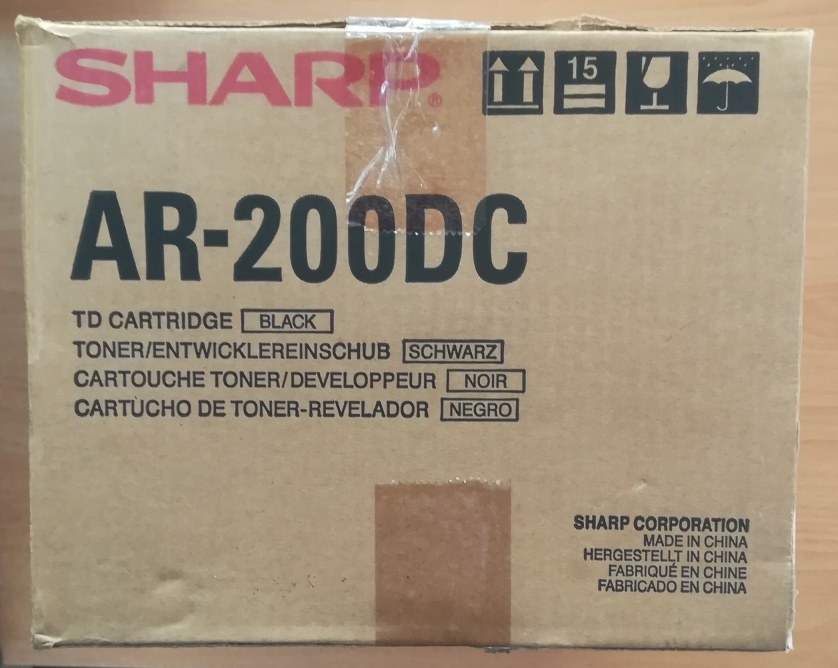 SHARP®
15
AR-200DC
TD CARTRIDGE BLACK
TONER/ENTWICKLEREINSCHUB SCHWARZ
CARTOUCHE TONER/DEVELOPPEUR NOIR
CARTUCHO DE TONER-REVELADOR NEGRO
SHARP CORPORATION
MADE IN CHINA
HERGESTELLT IN CHINA
FABRIQUÉ EN CHINE
FABRICADO EN CHINA